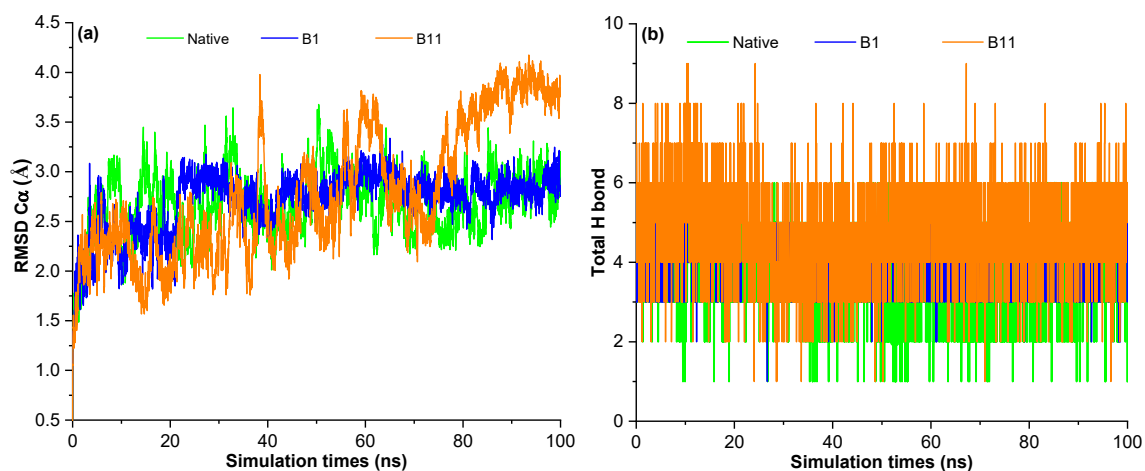 (a)
Native
B1
B11
RMSD Cα (Å)
4.5
4.0
3.5
3.0
2.5
2.0
1.5
1.0
0.5
0
20
40
60
80
100
Simulation times (ns)
(b)
Native
B1
B11
Total H bond
10
8
6
4
2
0
0
20
40
60
80
100
Simulation times (ns)